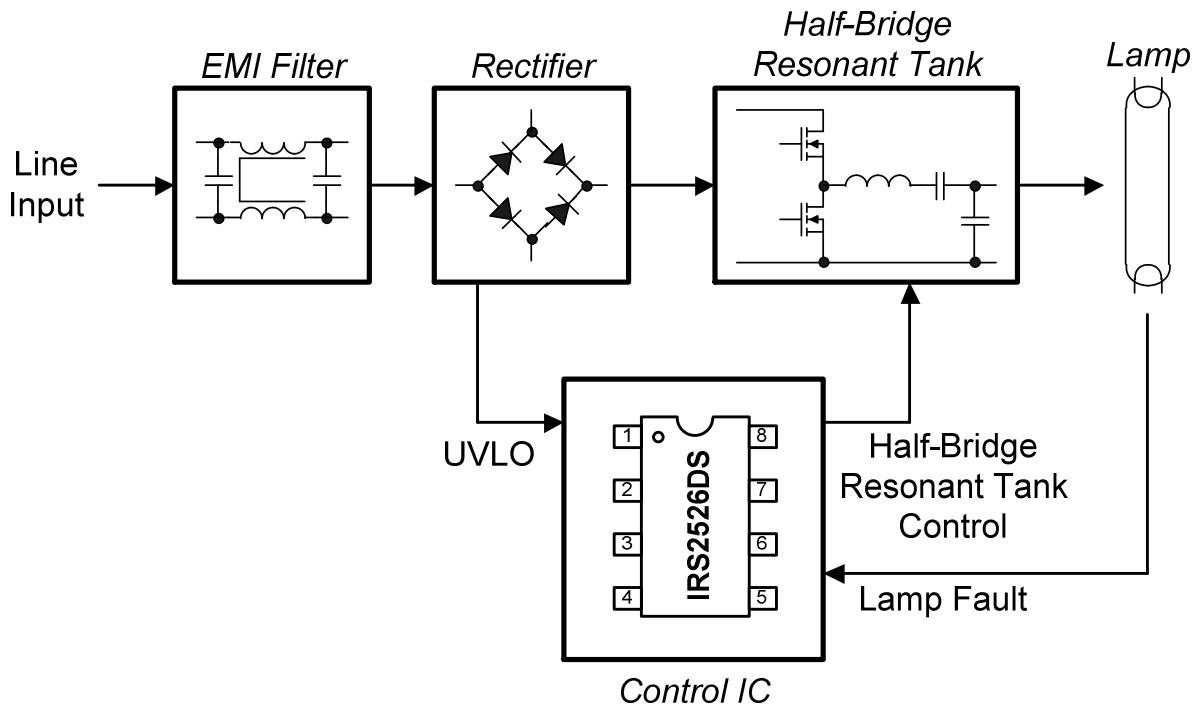 EMI Filter
Rectifier
Half-Bridge
Resonant Tank
Lamp
Line
Input
UVLO
1
2
3
4
8
7
6
5
IRS2526DS
Half-Bridge
Resonant Tank
Control
Lamp Fault
Control IC